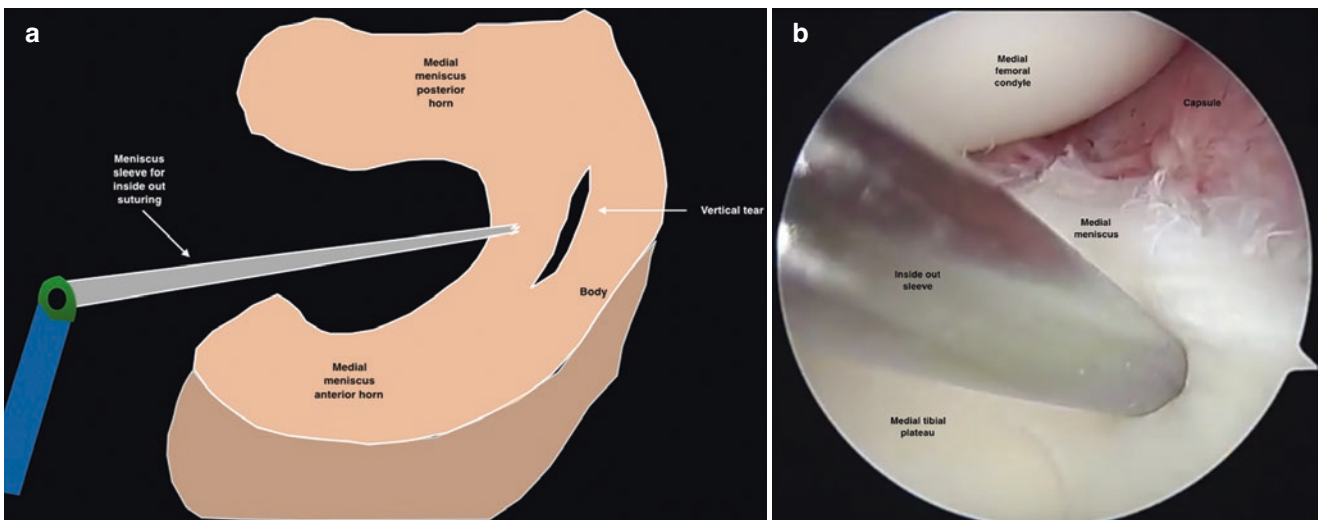 a
Medial
meniscus
posterior
horn
Meniscus
sleeve for
inside out
suturing
Vertical tear
Body
Medial
meniscus
anterior horn
b
Medial
femoral
condyle
Capsule
Medial
meniscus
Inside out
sleeve
Medial tibial
plateau